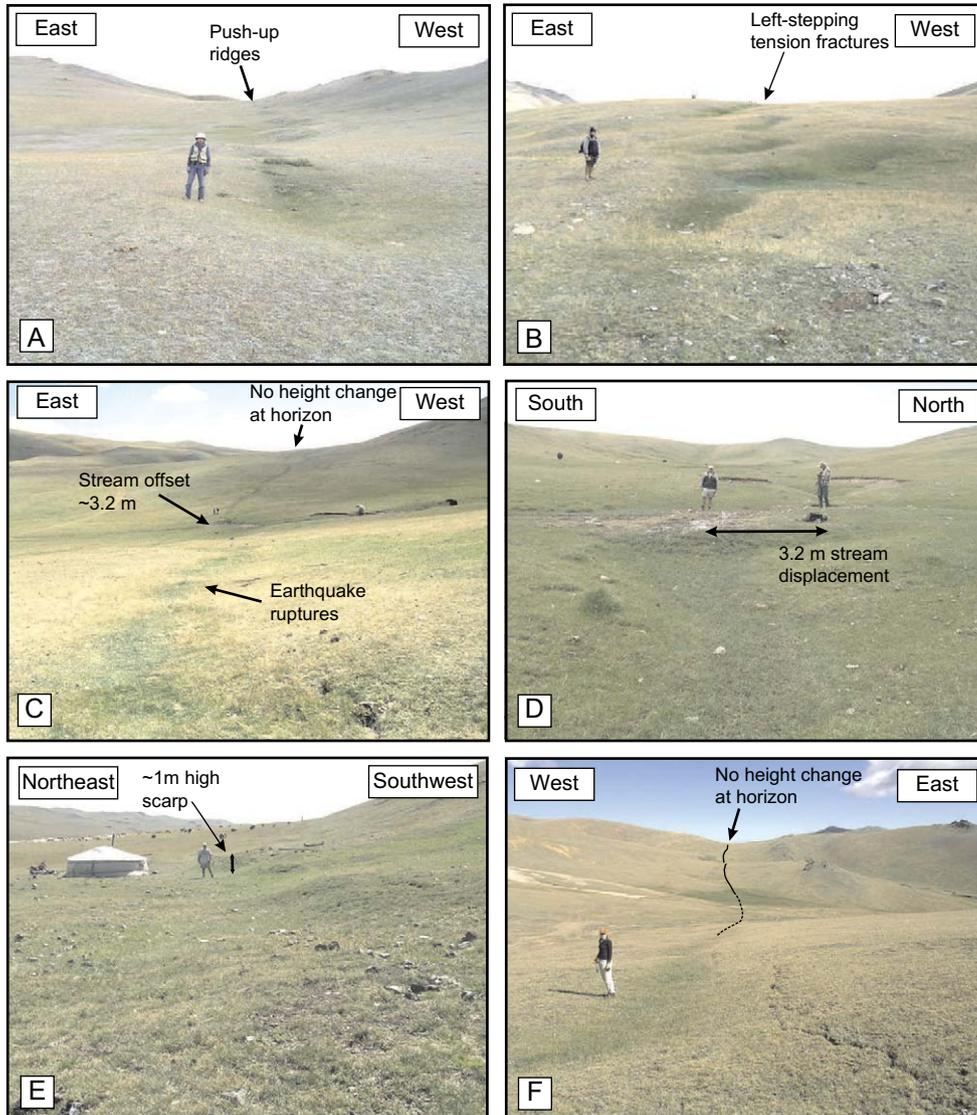 East
Push-up
ridges
West
A
East
Left-stepping
tension fractures
West
B
East
No height change
at horizon
West
Stream offset
~3.2 m
Earthquake
ruptures
C
South
North
3.2 m stream
displacement
D
Northeast
~1m high
scarp
Southwest
E
West
No height change
at horizon
East
F